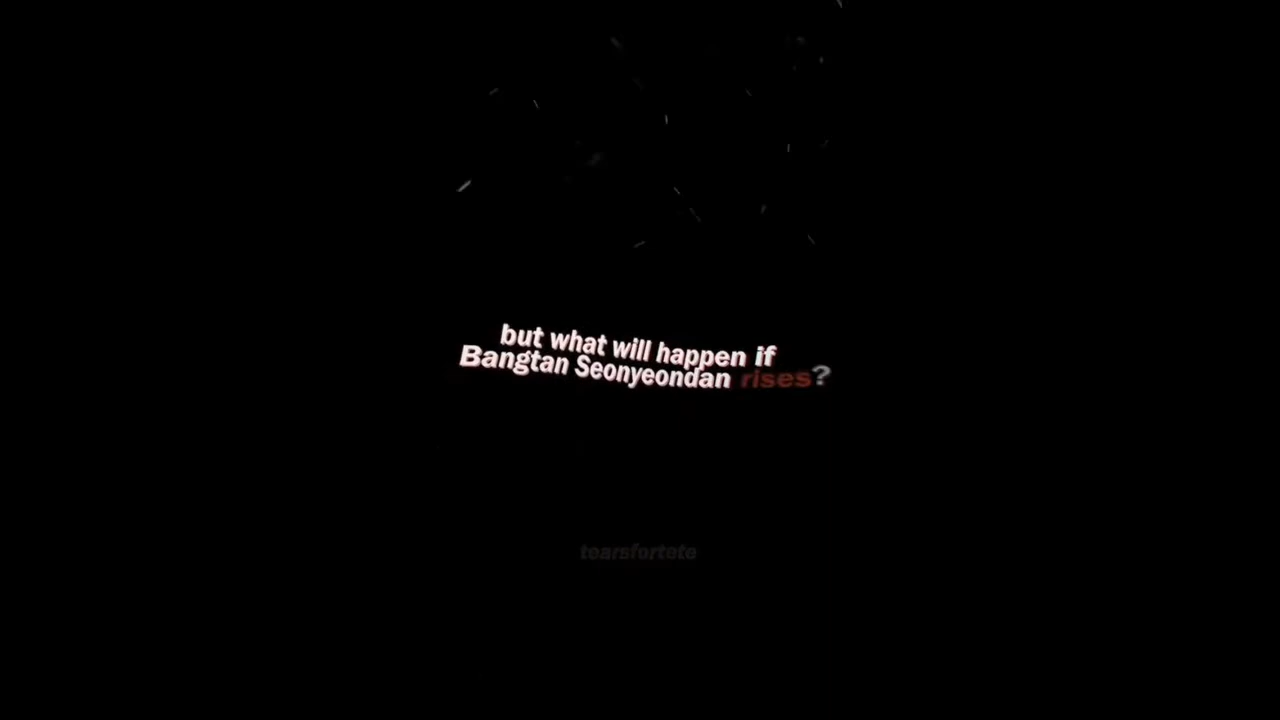 but what will happen if
Bangtan Seonyeondan rises?
tearsfortete